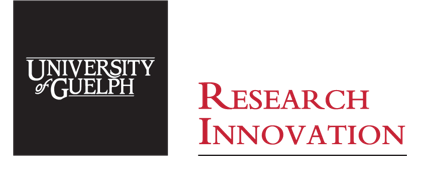 UNIVERSITY
of GUELPH
RESEARCH
INNOVATION